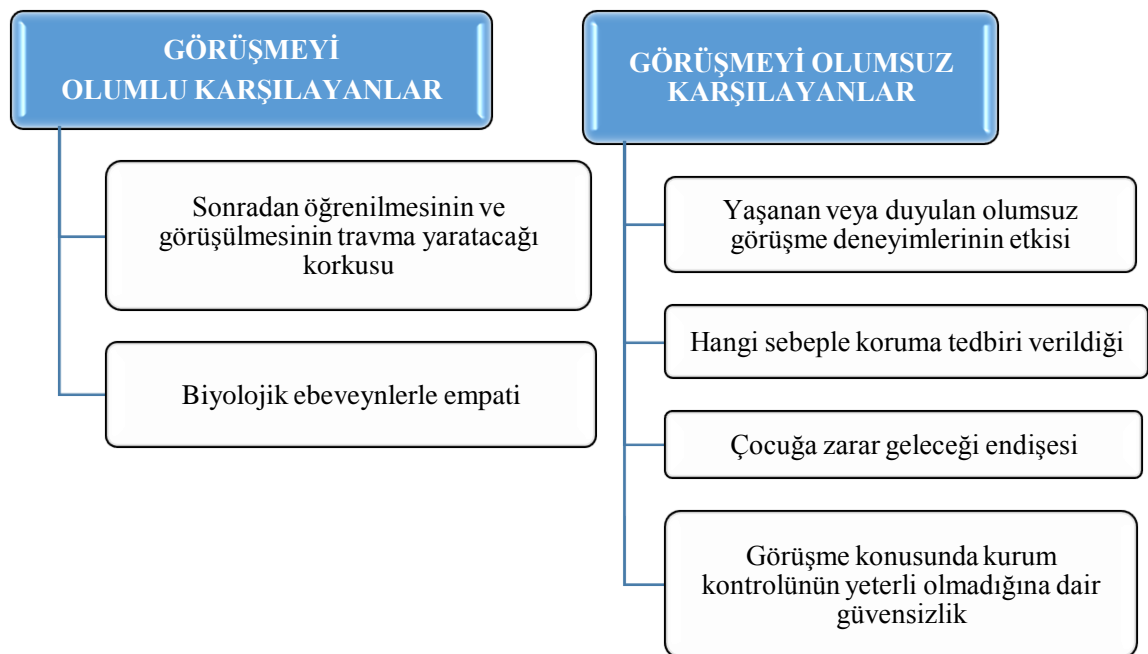 GÖRÜŞMEYİ
OLUMLU KARŞILAYANLAR
Sonradan öğrenilmesinin ve
görüşülmesinin travma yaratacağı
korkusu
Biyolojik ebeveynlerle empati
GÖRÜŞMEYİ OLUMSUZ
KARŞILAYANLAR
Yaşanan veya duyulan olumsuz
görüşme deneyimlerinin etkisi
Hangi sebeple koruma tedbiri verildiği
Çocuğa zarar geleceği endişesi
Görüşme konusunda kurum
kontrolünün yeterli olmadığına dair
güvensizlik